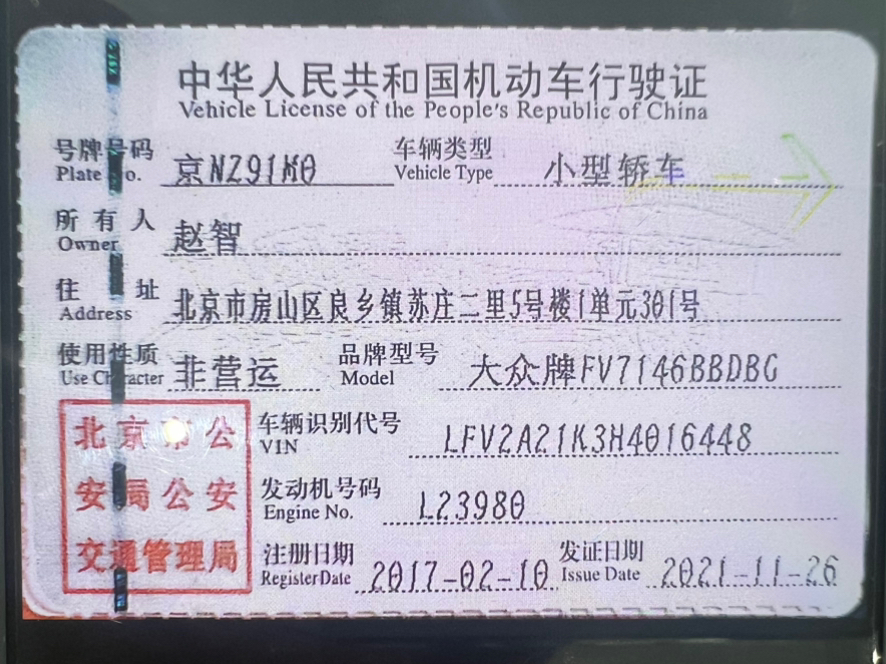 中华人民共和国机动车行驶证
Vehicle License of the People's Republic of China
号牌号码 京NZ91K0 车辆类型 小型轿车
Plate No. Vehicle Type
所有人 赵智
Owner
住址 北京市房山区良乡镇苏庄二里5号楼1单元301号
Address
使用性质 非营运 品牌型号 大众牌FV7146BBDBG
Use Character Model
北京市公
安局公安
交通管理局
车辆识别代号 LFV2A21K3H4016448
VIN
发动机号码 L23980
Engine No.
注册日期 2017-02-10 发证日期 2021-11-26
Register Date Issue Date